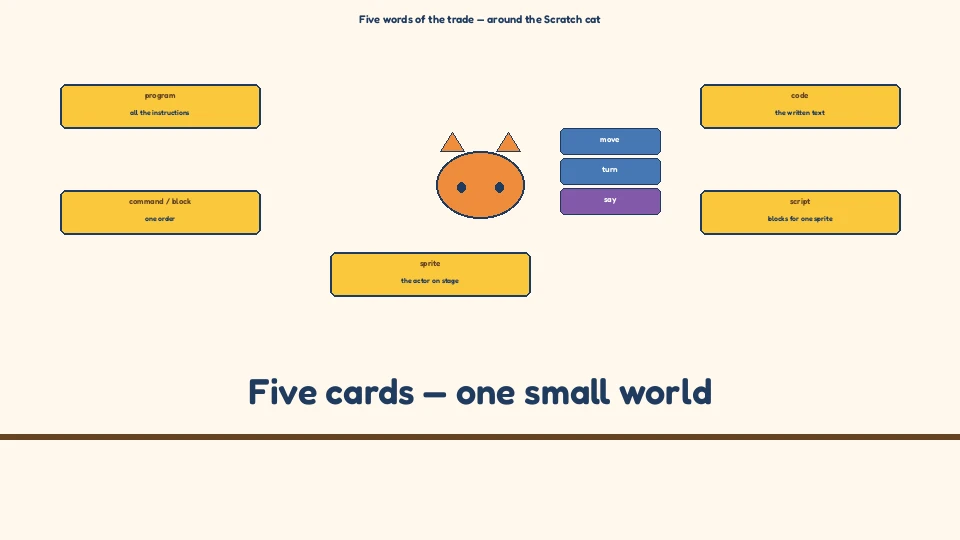 Five words of the trade — around the Scratch cat
program
all the instructions
code
the written text
move
turn
say
command / block
one order
script
blocks for one sprite
sprite
the actor on stage
Five cards — one small world